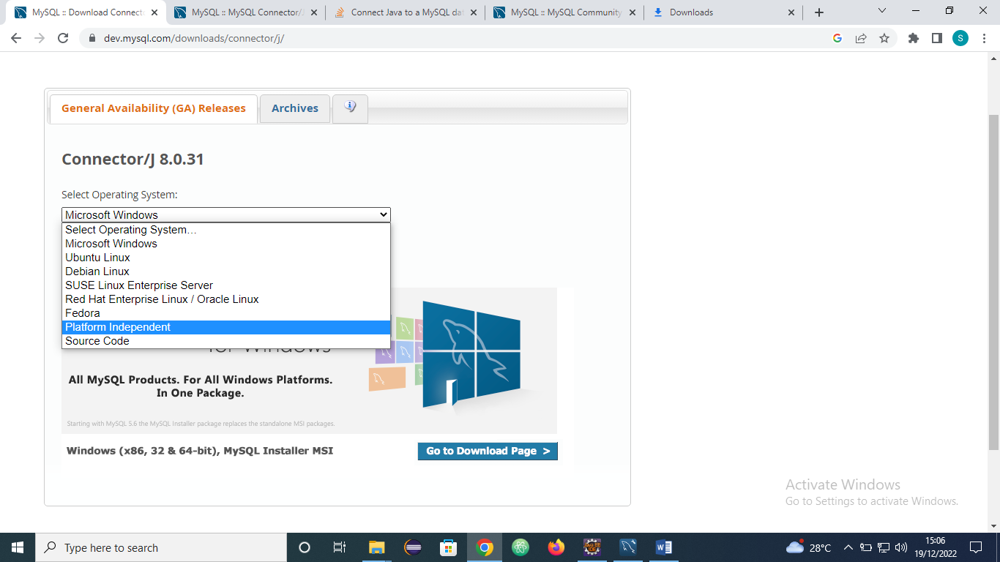 MySQL :: Download Connect
MySQL :: MySQL Connector/J
Connect Java to a MySQL dat
MySQL :: MySQL Community
Downloads
dev.mysql.com/downloads/connector/j/
G
S
General Availability (GA) Releases
Archives
Connector/J 8.0.31
Select Operating System:
Microsoft Windows
Select Operating System…
Microsoft Windows
Ubuntu Linux
Debian Linux
SUSE Linux Enterprise Server
Red Hat Enterprise Linux / Oracle Linux
Fedora
Platform Independent
Source Code
for Windows
All MySQL Products. For All Windows Platforms.
In One Package.
Starting with MySQL 5.6 the MySQL Installer package replaces the standalone MSI packages.
Windows (x86, 32 & 64-bit), MySQL Installer MSI
Go to Download Page >
Activate Windows
Go to Settings to activate Windows.
Type here to search
28°C
15:06
19/12/2022